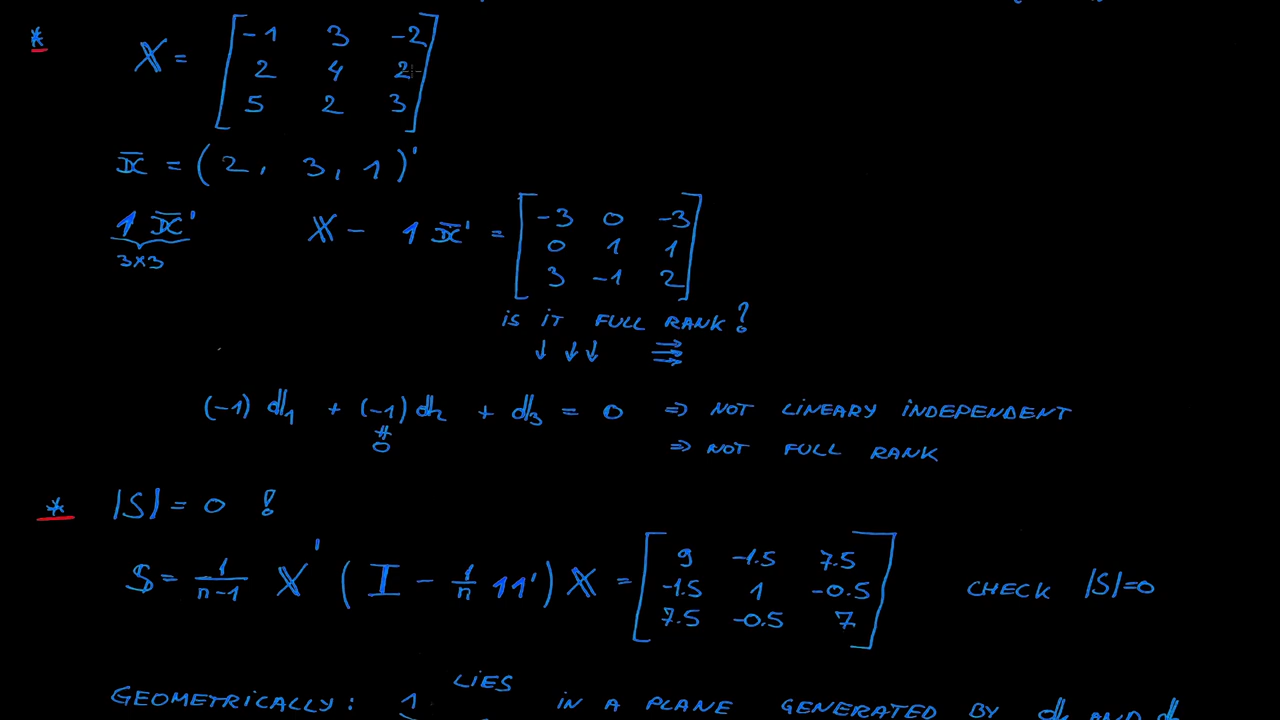 * 𝕏 = [ -1 3 -2
2 4 2
5 2 3 ]
x̄ = ( 2, 3, 1 )'
1 x̄' 𝕏 - 1 x̄' = [ -3 0 -3
3×3 0 1 1
3 -1 2 ]
IS IT FULL RANK?
↓ ↓↓ ⇒
(-1) d1 + (-1) d2 + d3 = 0 ⇒ NOT LINEARY INDEPENDENT
≠ 0 ⇒ NOT FULL RANK
* |S| = 0 !
S = 1/(n-1) 𝕏' ( I - 1/n 11' ) 𝕏 = [ 9 -1.5 7.5
-1.5 1 -0.5 CHECK |S|=0
7.5 -0.5 7 ]
GEOMETRICALLY: LIES IN A PLANE GENERATED BY AND